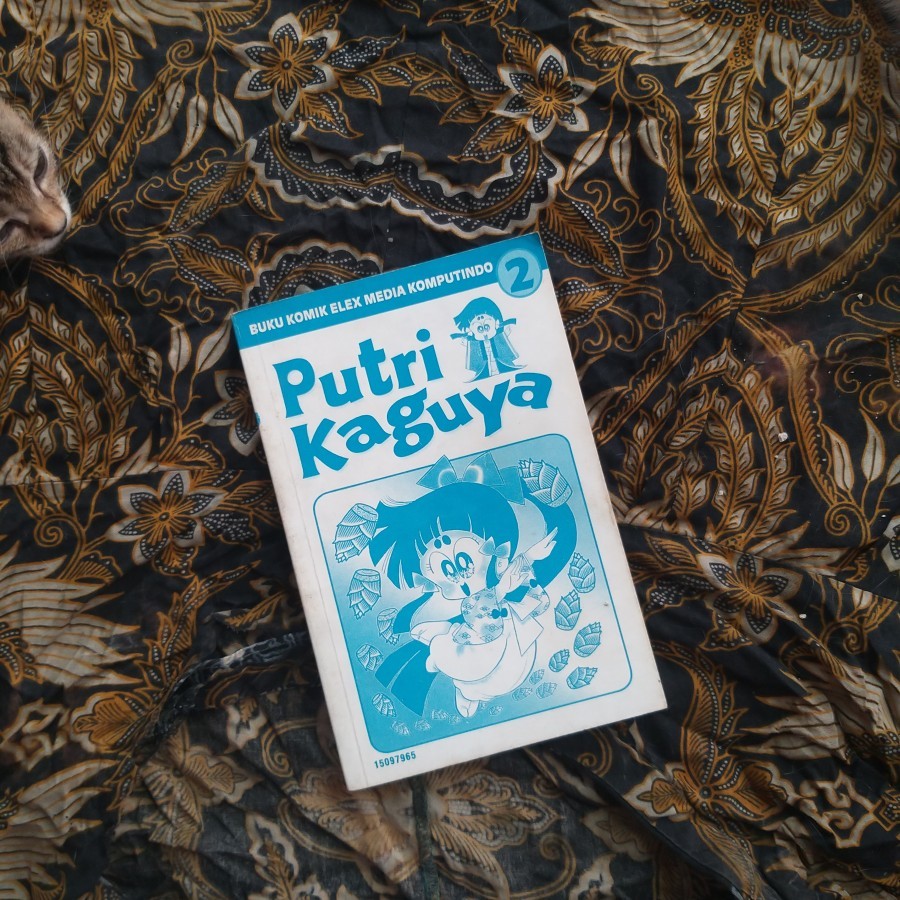 BUKU KOMIK ELEX MEDIA KOMPUTINDO 2
Putri
Kaguya
15097965